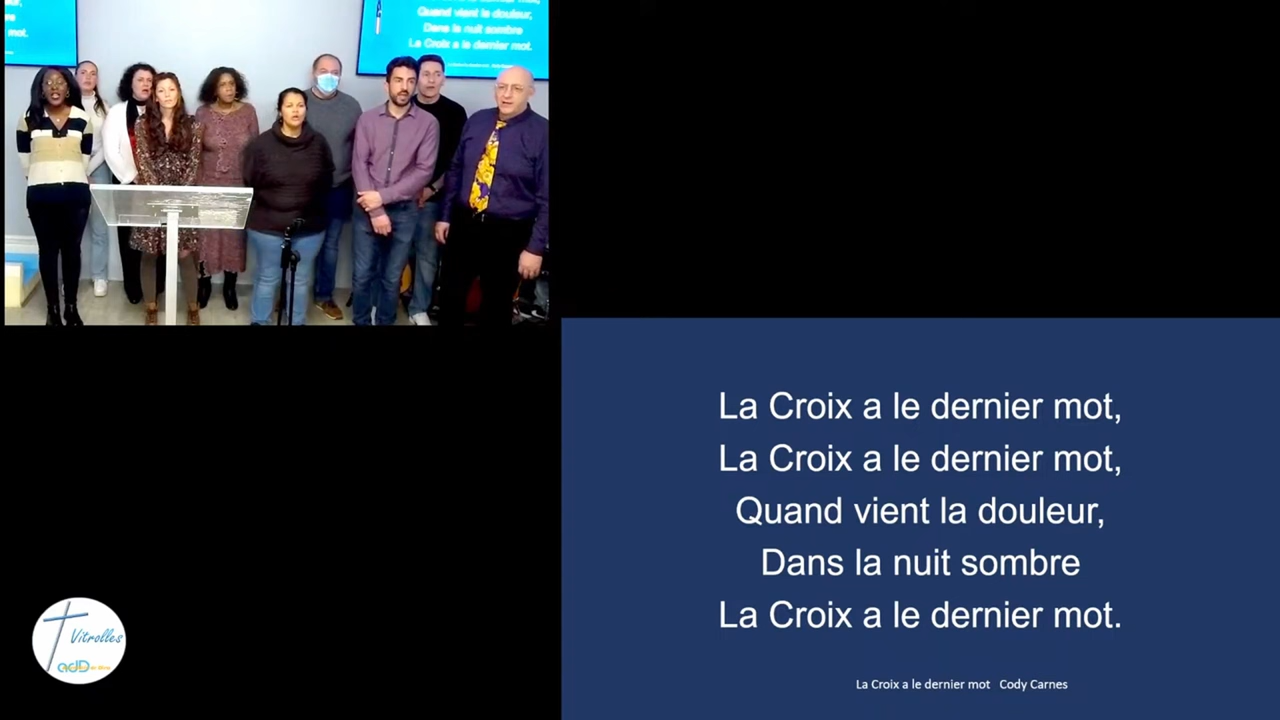 Quand vient la douleur,
Dans la nuit sombre
La Croix a le dernier mot.
mot.
La Croix a le dernier mot,
La Croix a le dernier mot,
Quand vient la douleur,
Dans la nuit sombre
La Croix a le dernier mot.
La Croix a le dernier mot Cody Carnes
Vitrolles
adD